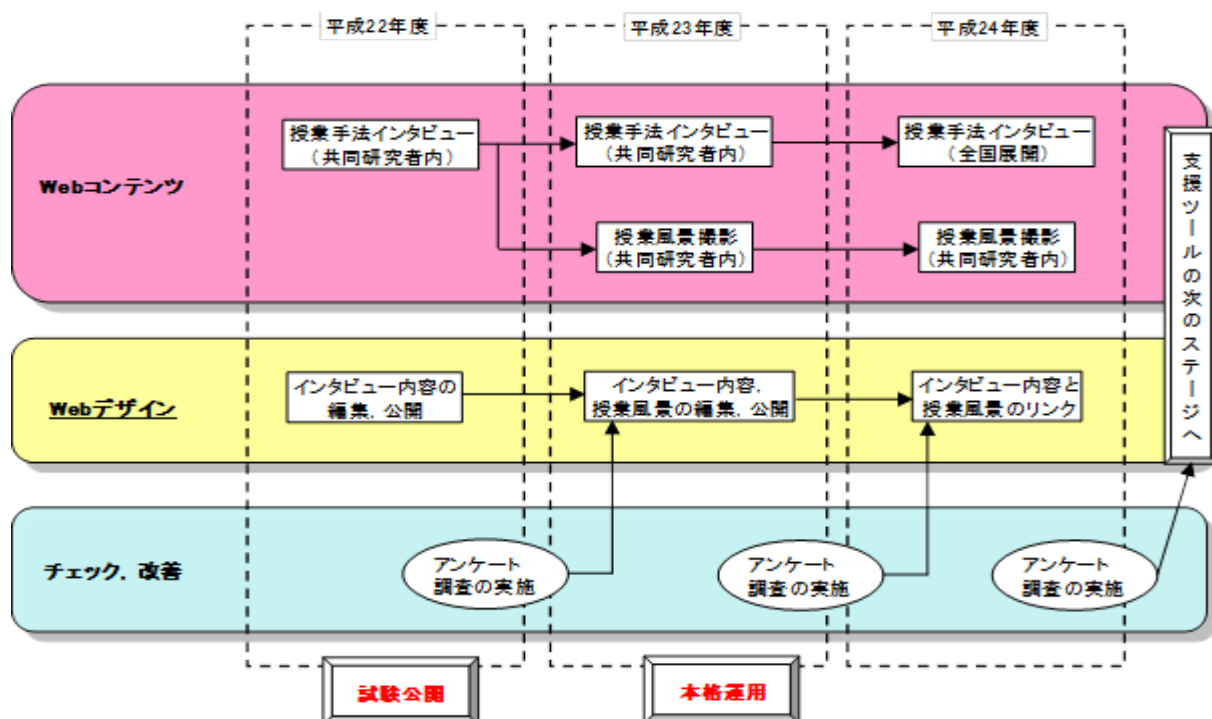 平成22年度
平成23年度
平成24年度
Webコンテンツ
授業手法インタビュー
(共同研究者内)
授業手法インタビュー
(共同研究者内)
授業手法インタビュー
(全国展開)
授業風景撮影
(共同研究者内)
授業風景撮影
(共同研究者内)
Webデザイン
インタビュー内容の
編集, 公開
インタビュー内容,
授業風景の編集, 公開
インタビュー内容と
授業風景のリンク
チェック, 改善
アンケート
調査の実施
アンケート
調査の実施
アンケート
調査の実施
支援ツールの次のステージへ
試験公開
本格運用